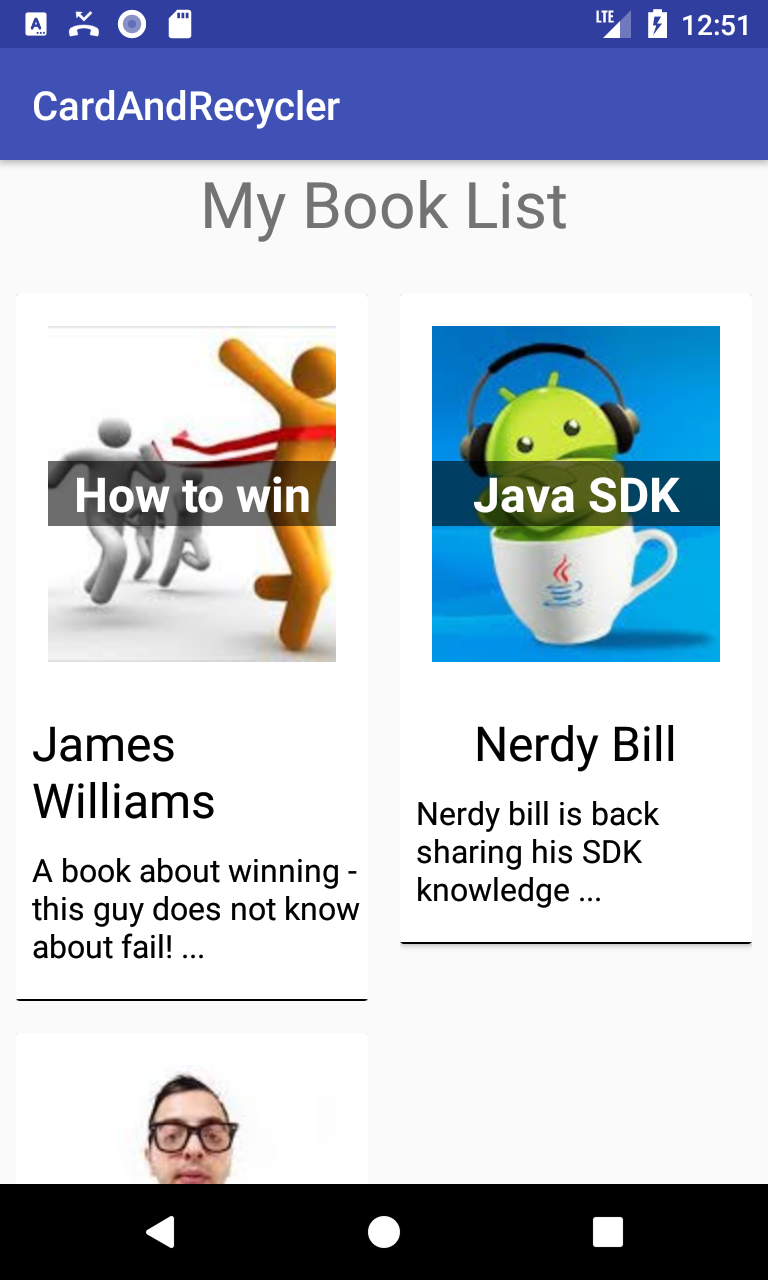 LTE 12:51
CardAndRecycler
My Book List
How to win
James
Williams
A book about winning -
this guy does not know
about fail! ...
Java SDK
Nerdy Bill
Nerdy bill is back
sharing his SDK
knowledge ...